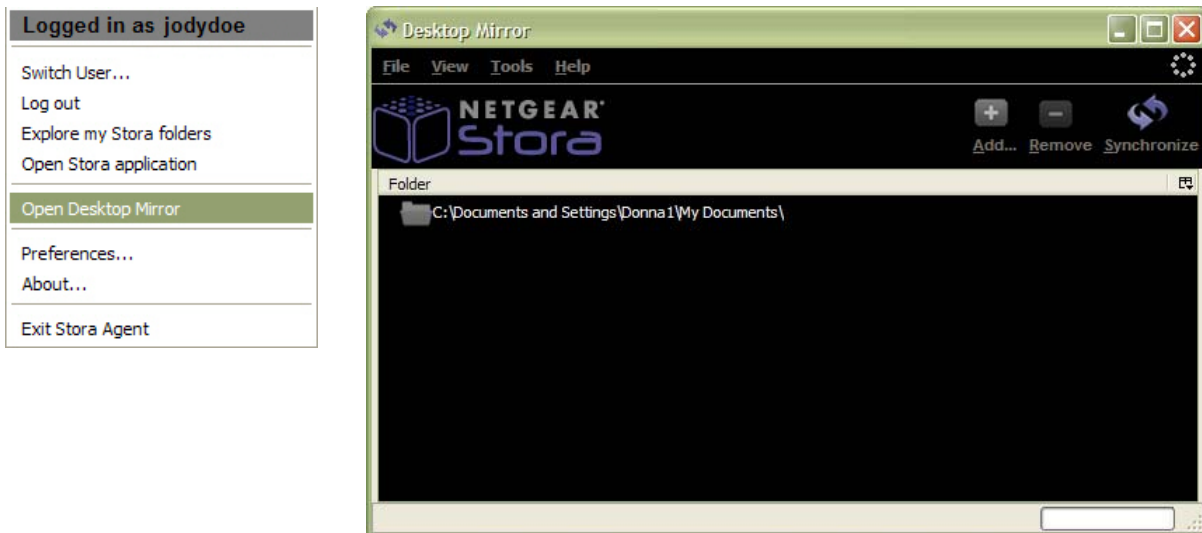 Logged in as jodydoe
Switch User...
Log out
Explore my Stora folders
Open Stora application
Open Desktop Mirror
Preferences...
About...
Exit Stora Agent
Desktop Mirror
File View Tools Help
NETGEAR®
Stora
Add... Remove Synchronize
Folder
C:\Documents and Settings\Donna1\My Documents\